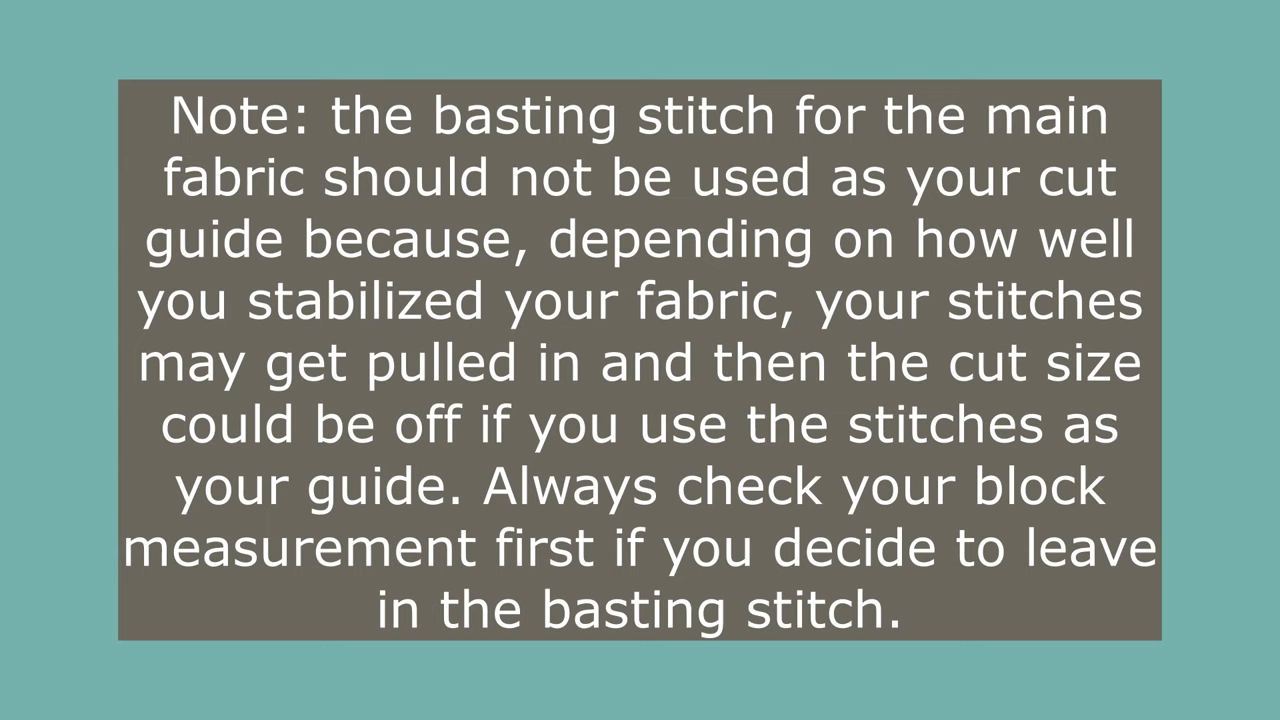 Note: the basting stitch for the main
fabric should not be used as your cut
guide because, depending on how well
you stabilized your fabric, your stitches
may get pulled in and then the cut size
could be off if you use the stitches as
your guide. Always check your block
measurement first if you decide to leave
in the basting stitch.